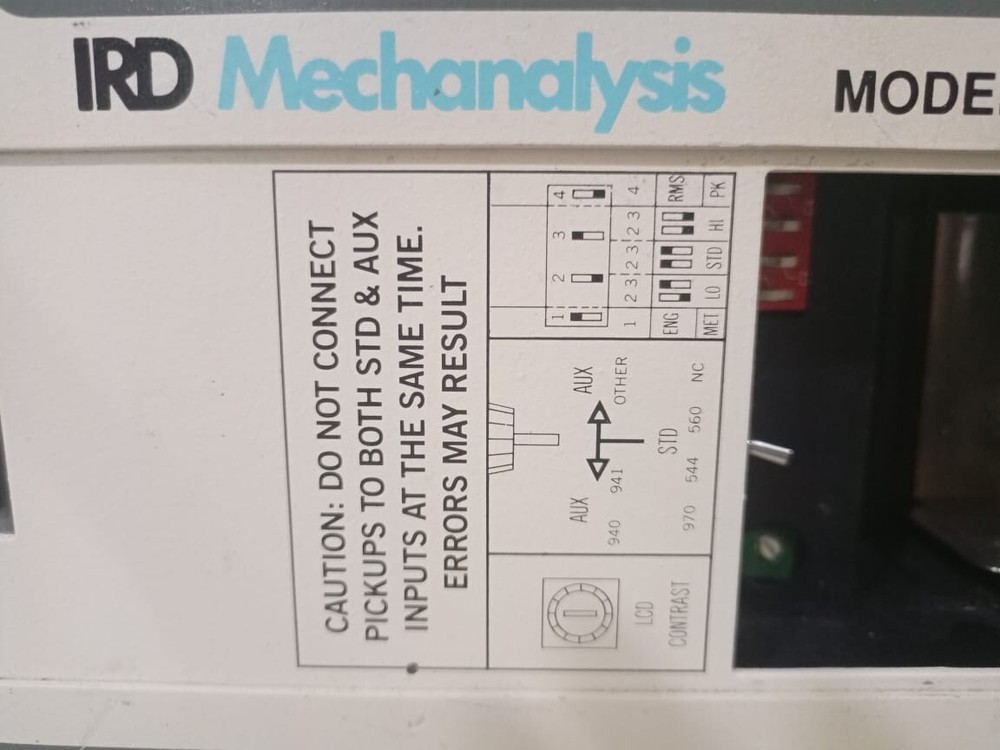 IRD Mechanalysis
MODE
CAUTION: DO NOT CONNECT
PICKUPS TO BOTH STD & AUX
INPUTS AT THE SAME TIME.
ERRORS MAY RESULT
LCD
CONTRAST
AUX AUX
940 941 OTHER
STD
970 544 560 NC
1 2 3 4
1 2 3 2 3 2 3 4
ENG RMS
MET LO STD HI PK